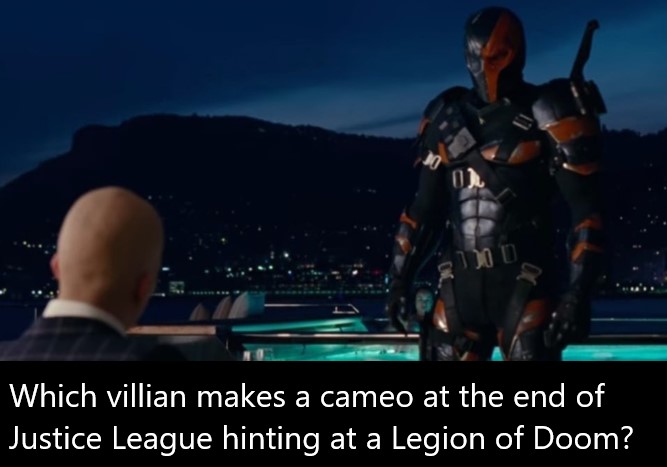 Which villian makes a cameo at the end of
Justice League hinting at a Legion of Doom?